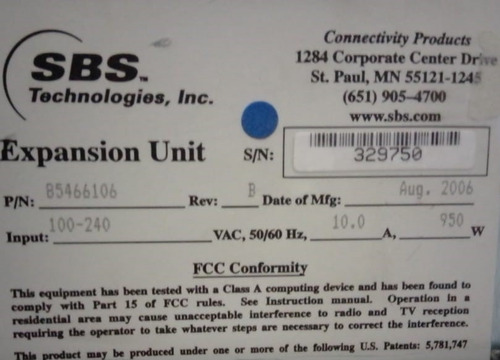 SBS™
Technologies, Inc.
Connectivity Products
1284 Corporate Center Drive
St. Paul, MN 55121-1245
(651) 905-4700
www.sbs.com
Expansion Unit S/N: 329750
P/N: 85466106 Rev: B Date of Mfg: Aug. 2006
Input: 100-240 VAC, 50/60 Hz, 10.0 A, 950 W
FCC Conformity
This equipment has been tested with a Class A computing device and has been found to
comply with Part 15 of FCC rules. See Instruction manual. Operation in a
residential area may cause unacceptable interference to radio and TV reception
requiring the operator to take whatever steps are necessary to correct the interference.
This product may be produced under one or more of the following U.S. Patents: 5,781,747